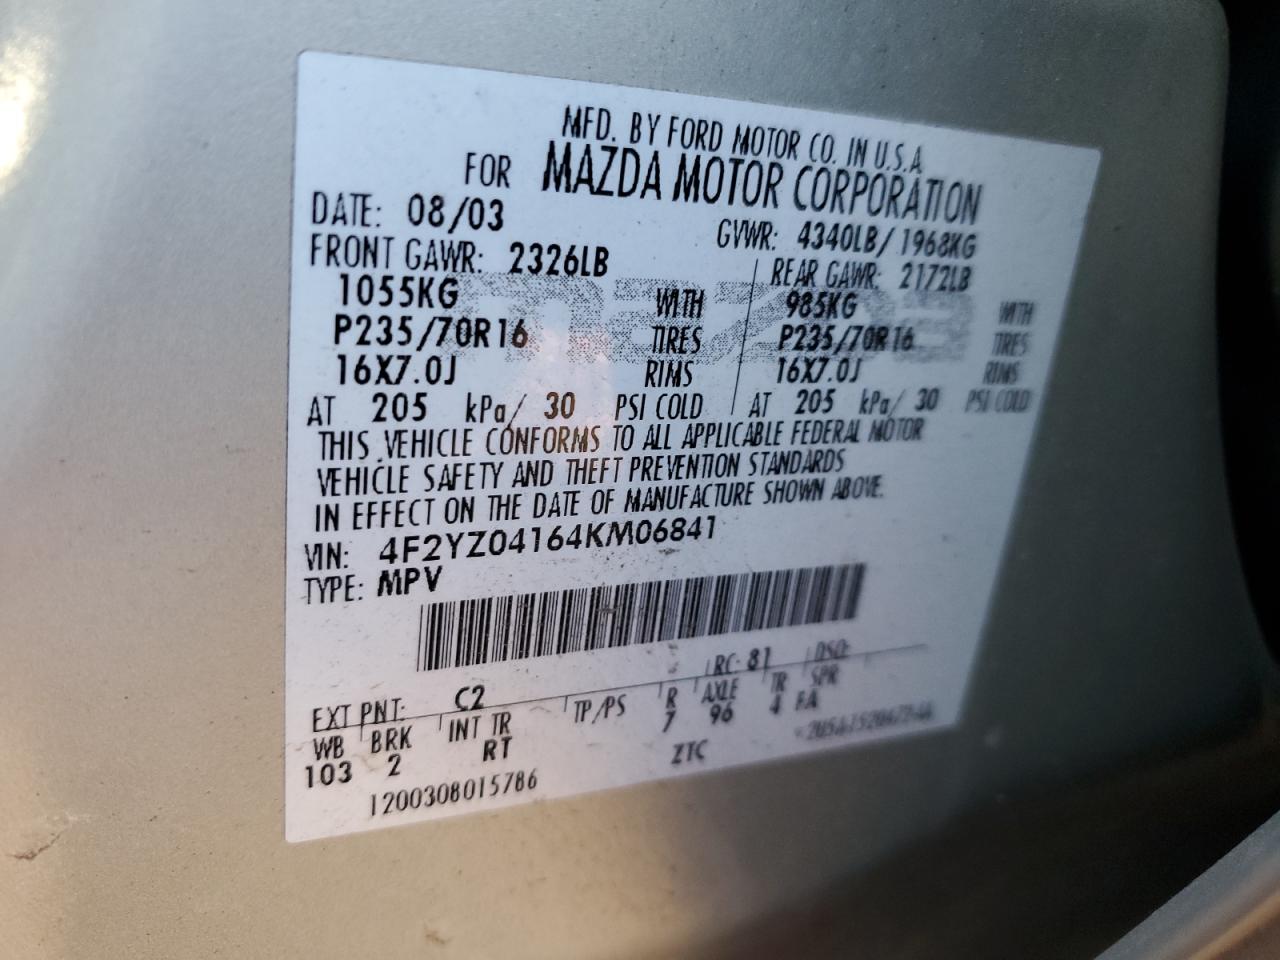 MFD. BY FORD MOTOR CO. IN U.S.A
FOR MAZDA MOTOR CORPORATION
DATE: 08/03 GVWR: 4340LB/1968KG
FRONT GAWR: 2326LB REAR GAWR: 2172LB
1055KG WITH 985KG WITH
P235/70R16 TIRES P235/70R16 TIRES
16X7.0J RIMS 16X7.0J RIMS
AT 205 kPa/ 30 PSI COLD AT 205 kPa/ 30 PSI COLD
THIS VEHICLE CONFORMS TO ALL APPLICABLE FEDERAL MOTOR
VEHICLE SAFETY AND THEFT PREVENTION STANDARDS
IN EFFECT ON THE DATE OF MANUFACTURE SHOWN ABOVE.
VIN: 4F2YZ04164KM06841
TYPE: MPV
EXT PNT: C2 RC: 81 DSO:
WB BRK INT TR TP/PS R AXLE TR SPR
103 2 RT 7 96 4 FA
1200308015786 ZTC